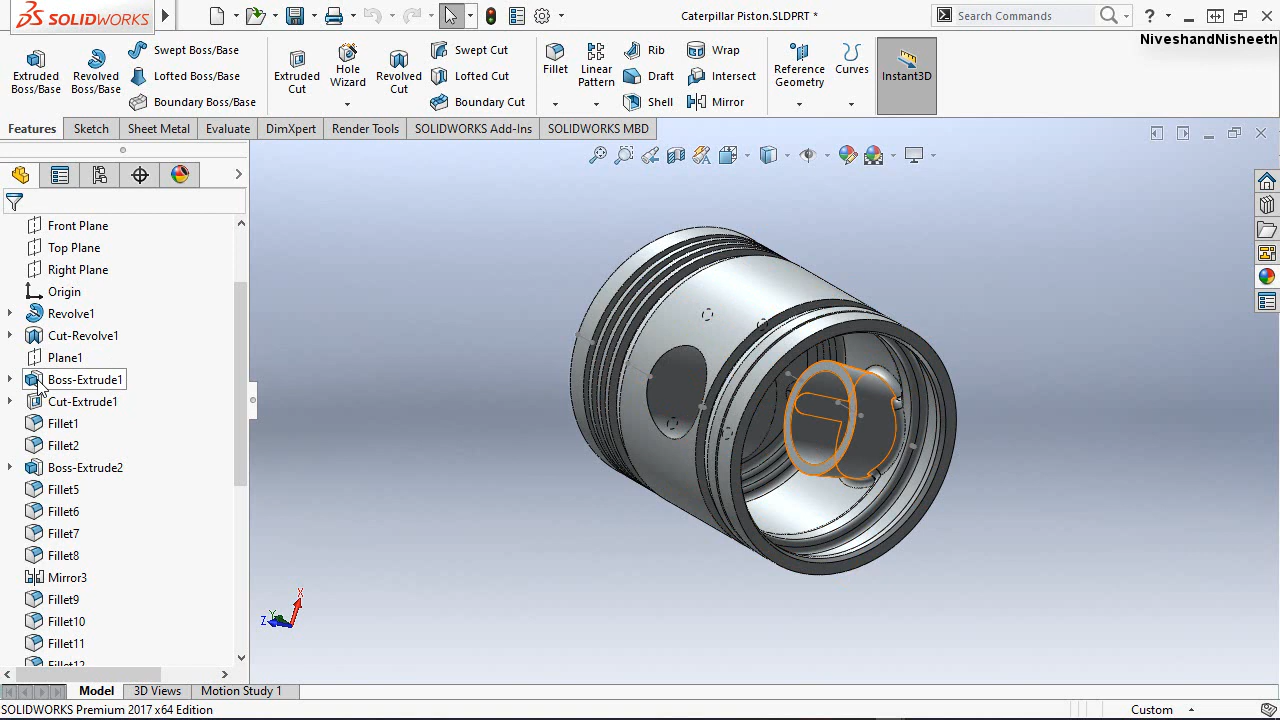 SOLIDWORKS
Caterpillar Piston.SLDPRT *
Search Commands
?
NiveshandNisheeth
Extruded
Boss/Base
Revolved
Boss/Base
Swept Boss/Base
Lofted Boss/Base
Boundary Boss/Base
Extruded
Cut
Hole
Wizard
Revolved
Cut
Swept Cut
Lofted Cut
Boundary Cut
Fillet
Linear
Pattern
Rib
Draft
Shell
Wrap
Intersect
Mirror
Reference
Geometry
Curves
Instant3D
Features
Sketch
Sheet Metal
Evaluate
DimXpert
Render Tools
SOLIDWORKS Add-Ins
SOLIDWORKS MBD
Front Plane
Top Plane
Right Plane
Origin
Revolve1
Cut-Revolve1
Plane1
Boss-Extrude1
Cut-Extrude1
Fillet1
Fillet2
Boss-Extrude2
Fillet5
Fillet6
Fillet7
Fillet8
Mirror3
Fillet9
Fillet10
Fillet11
Fillet12
X
Y
Z
Model
3D Views
Motion Study 1
SOLIDWORKS Premium 2017 x64 Edition
Custom